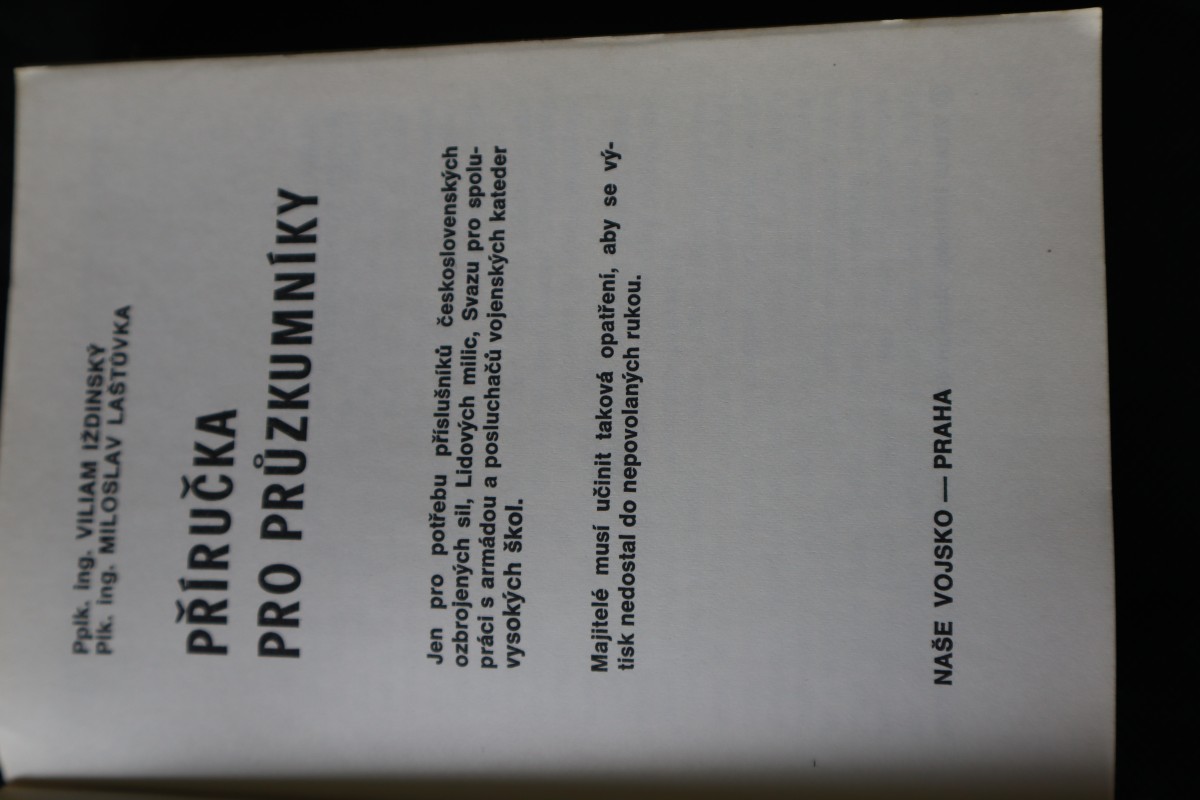 Pplk. ing. VILIAM IŽDINSKÝ
Plk. ing. MILOSLAV LAŠTŮVKA
PŘÍRUČKA
PRO PRŮZKUMNÍKY
Jen pro potřebu příslušníků československých
ozbrojených sil, Lidových milic, Svazu pro spolu-
práci s armádou a posluchačů vojenských kateder
vysokých škol.
Majitelé musí učinit taková opatření, aby se vý-
tisk nedostal do nepovolaných rukou.
NAŠE VOJSKO — PRAHA